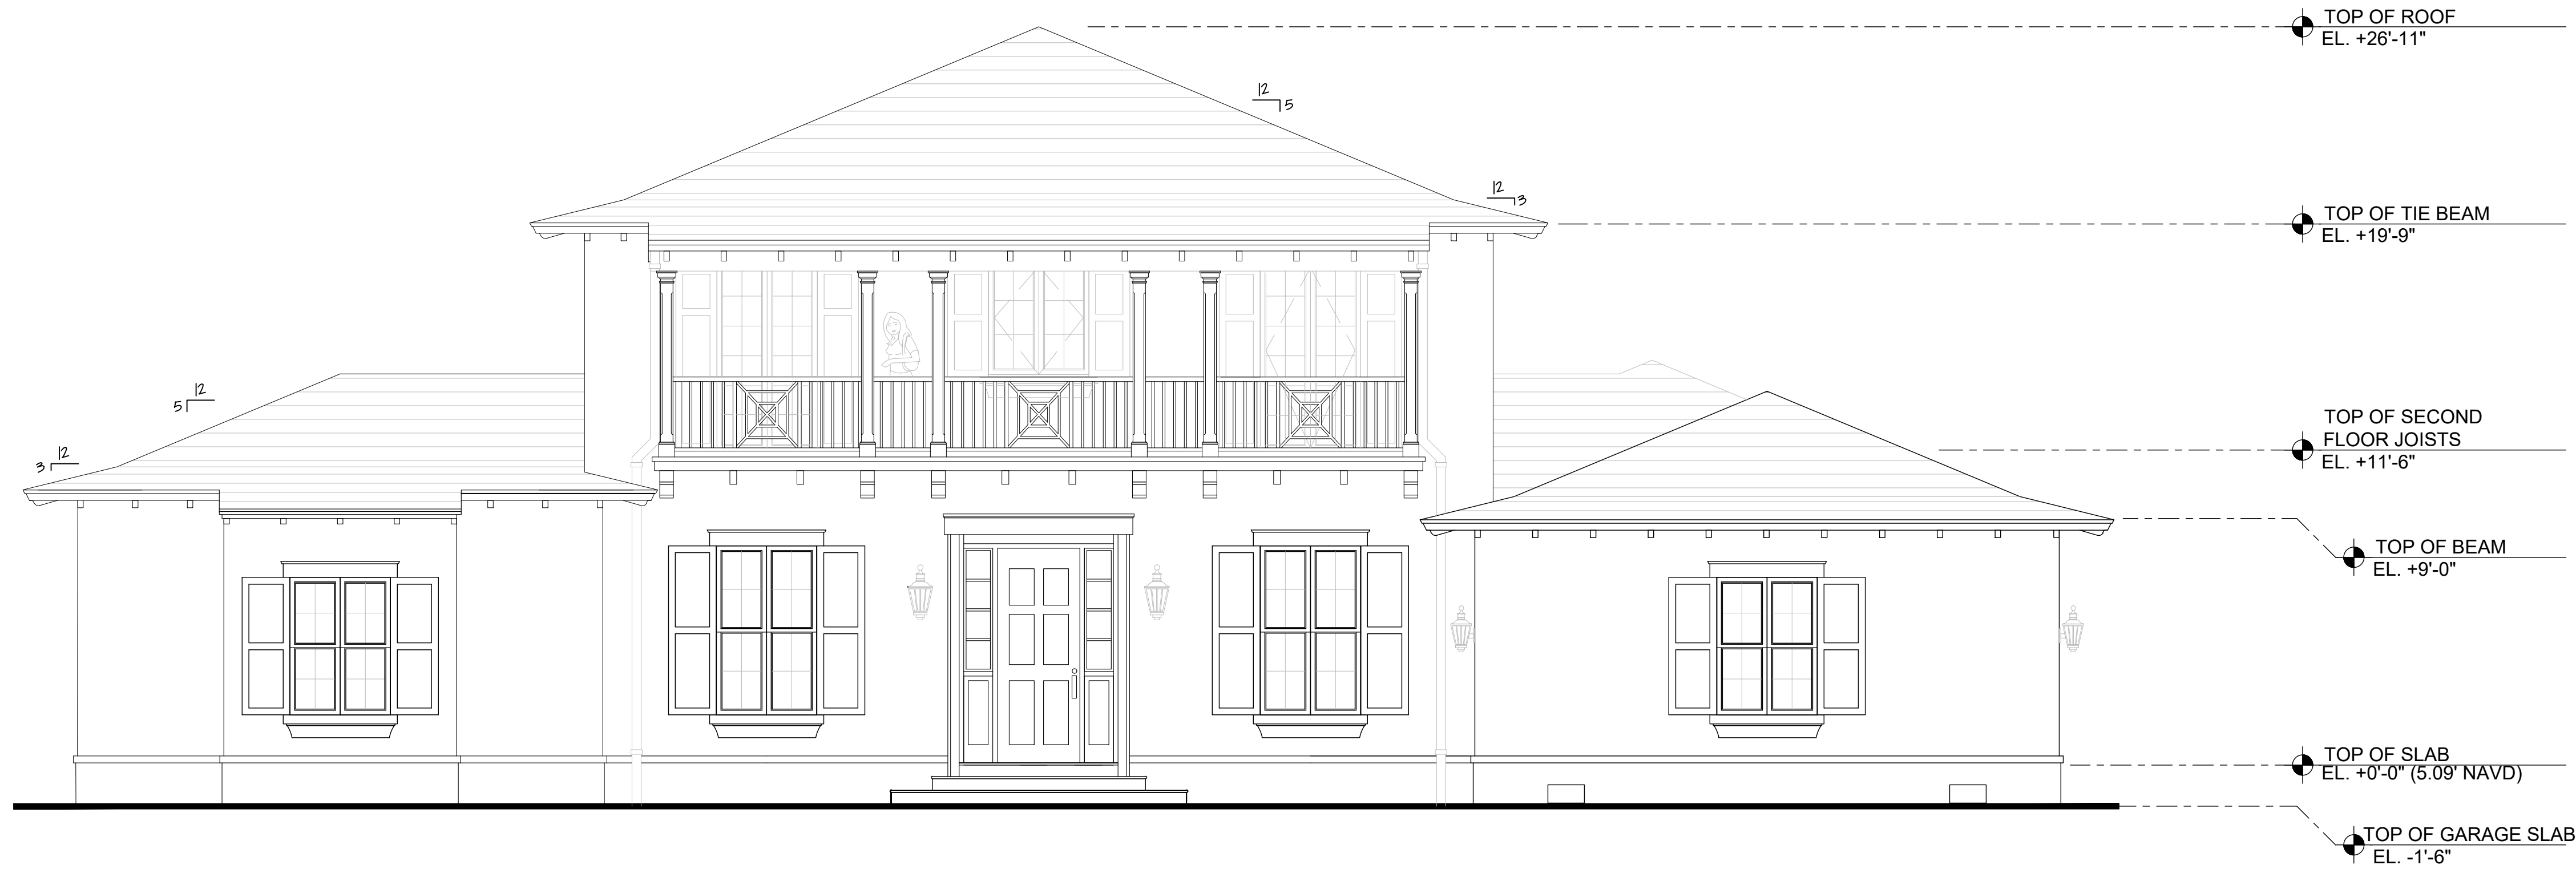 TOP OF ROOF
EL. +26'-11"
12
5
12
3
TOP OF TIE BEAM
EL. +19'-9"
12
5
12
3
TOP OF SECOND
FLOOR JOISTS
EL. +11'-6"
TOP OF BEAM
EL. +9'-0"
TOP OF SLAB
EL. +0'-0" (5.09' NAVD)
TOP OF GARAGE SLAB
EL. -1'-6"